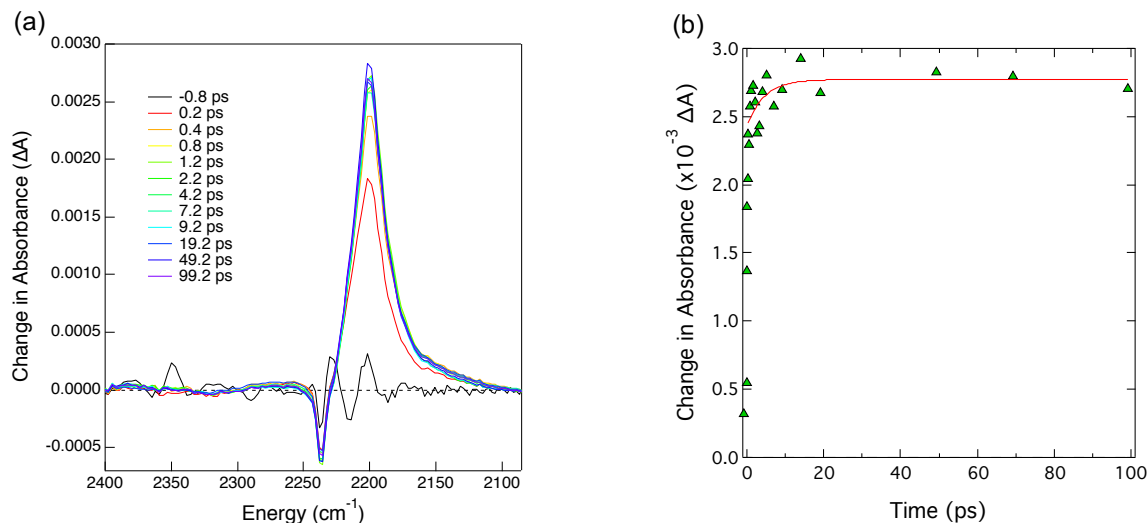 (a)
0.0030
0.0025
0.0020
0.0015
0.0010
0.0005
0.0000
-0.0005
Change in Absorbance (ΔA)
-0.8 ps
0.2 ps
0.4 ps
0.8 ps
1.2 ps
2.2 ps
4.2 ps
7.2 ps
9.2 ps
19.2 ps
49.2 ps
99.2 ps
2400 2350 2300 2250 2200 2150 2100
Energy (cm⁻¹)
(b)
3.0
2.5
2.0
1.5
1.0
0.5
0.0
Change in Absorbance (x10⁻³ ΔA)
0 20 40 60 80 100
Time (ps)